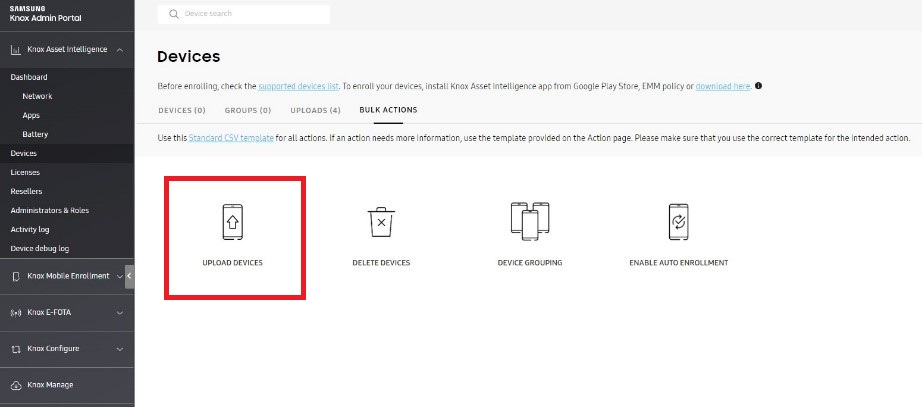 SAMSUNG
Knox Admin Portal
Device search
Knox Asset Intelligence
Dashboard
Network
Apps
Battery
Devices
Licenses
Resellers
Administrators & Roles
Activity log
Device debug log
Knox Mobile Enrollment
Knox E-FOTA
Knox Configure
Knox Manage
Devices
Before enrolling, check the supported devices list. To enroll your devices, install Knox Asset Intelligence app from Google Play Store, EMM policy or download here.
DEVICES (0) GROUPS (0) UPLOADS (4) BULK ACTIONS
Use this Standard CSV template for all actions. If an action needs more information, use the template provided on the Action page. Please make sure that you use the correct template for the intended action.
UPLOAD DEVICES
DELETE DEVICES
DEVICE GROUPING
ENABLE AUTO ENROLLMENT